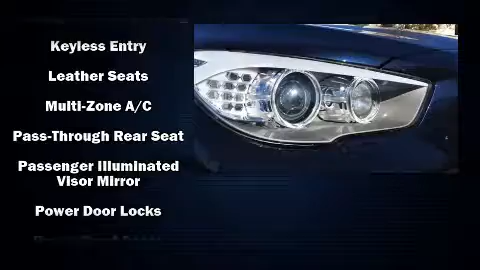 Keyless Entry
Leather Seats
Multi-Zone A/C
Pass-Through Rear Seat
Passenger Illuminated
Visor Mirror
Power Door Locks